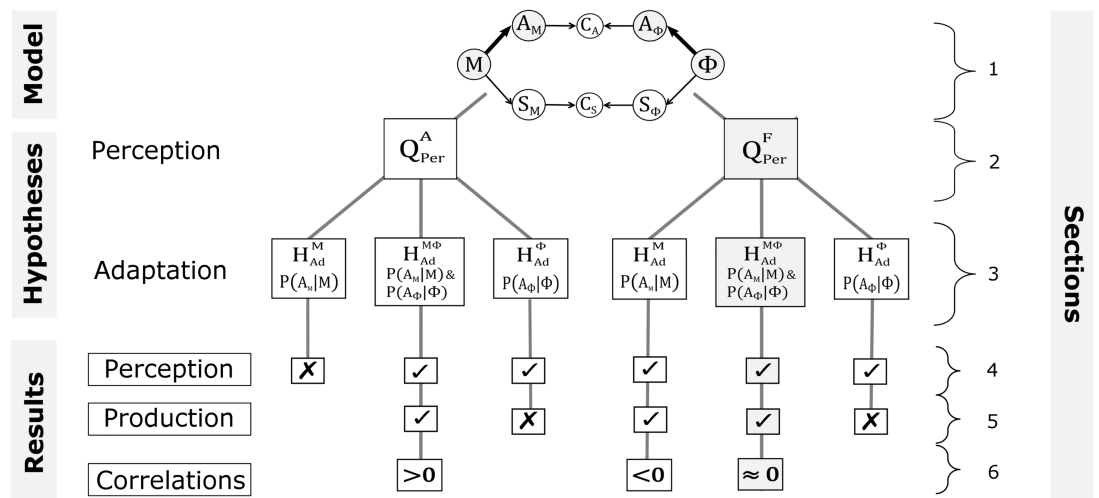 Model
A_M C_A A_Φ
M Φ
S_M C_S S_Φ
1
Hypotheses
Perception
Q^A_Per Q^F_Per
2
Adaptation
H^M_Ad H^MΦ_Ad H^Φ_Ad H^M_Ad H^MΦ_Ad H^Φ_Ad
P(A_M|M) P(A_M|M) & P(A_Φ|Φ) P(A_M|M) P(A_M|M) & P(A_Φ|Φ)
P(A_Φ|Φ) P(A_Φ|Φ)
3
Results
Perception ✗ ✓ ✓ ✓ ✓ ✓ 4
Production ✓ ✗ ✓ ✓ ✗ 5
Correlations >0 <0 ≈ 0 6
Sections